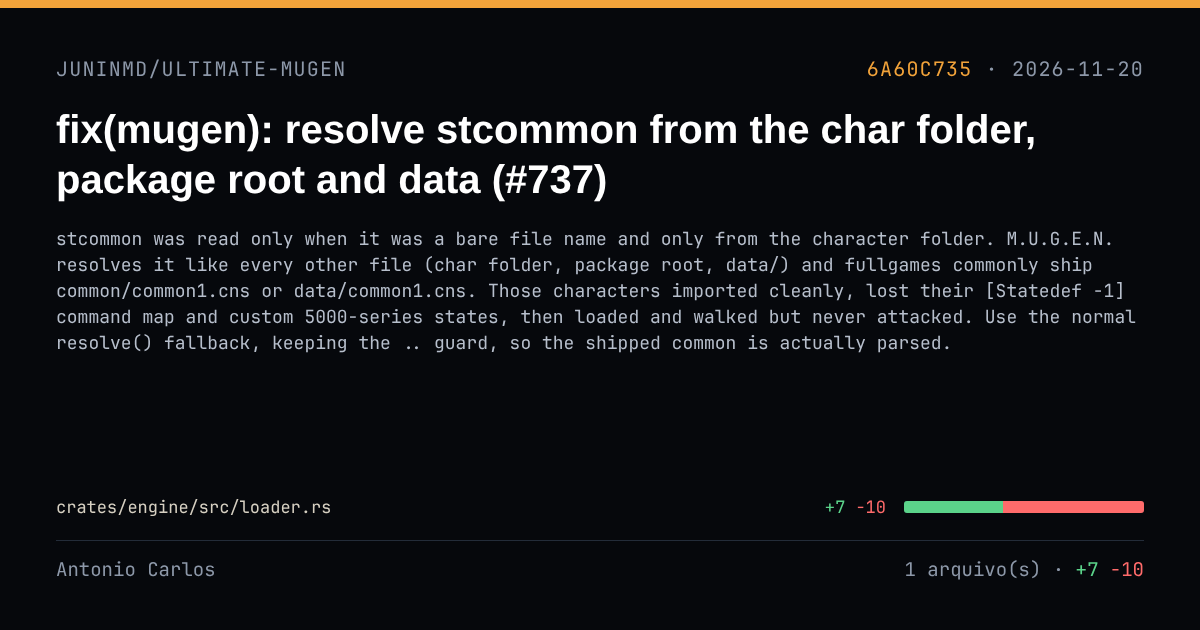 JUNINMD/ULTIMATE-MUGEN
6A60C735 · 2026-11-20
fix(mugen): resolve stcommon from the char folder,
package root and data (#737)
stcommon was read only when it was a bare file name and only from the character folder. M.U.G.E.N.
resolves it like every other file (char folder, package root, data/) and fullgames commonly ship
common/common1.cns or data/common1.cns. Those characters imported cleanly, lost their [Statedef -1]
command map and custom 5000-series states, then loaded and walked but never attacked. Use the normal
resolve() fallback, keeping the .. guard, so the shipped common is actually parsed.
crates/engine/src/loader.rs
+7 -10
Antonio Carlos
1 arquivo(s) · +7 -10